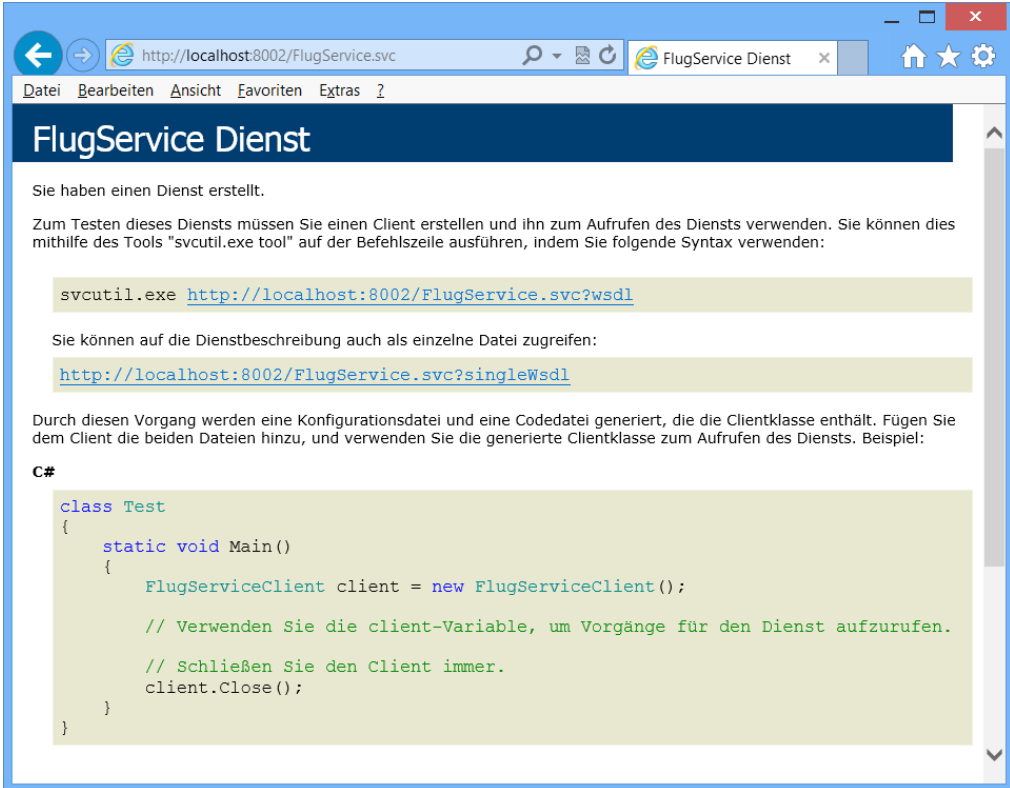 http://localhost:8002/FlugService.svc
FlugService Dienst
Datei Bearbeiten Ansicht Favoriten Extras ?
FlugService Dienst
Sie haben einen Dienst erstellt.
Zum Testen dieses Diensts müssen Sie einen Client erstellen und ihn zum Aufrufen des Diensts verwenden. Sie können dies
mithilfe des Tools "svcutil.exe tool" auf der Befehlszeile ausführen, indem Sie folgende Syntax verwenden:
svcutil.exe http://localhost:8002/FlugService.svc?wsdl
Sie können auf die Dienstbeschreibung auch als einzelne Datei zugreifen:
http://localhost:8002/FlugService.svc?singleWsdl
Durch diesen Vorgang werden eine Konfigurationsdatei und eine Codedatei generiert, die die Clientklasse enthält. Fügen Sie
dem Client die beiden Dateien hinzu, und verwenden Sie die generierte Clientklasse zum Aufrufen des Diensts. Beispiel:
C#
class Test
{
static void Main()
{
FlugServiceClient client = new FlugServiceClient();
// Verwenden Sie die client-Variable, um Vorgänge für den Dienst aufzurufen.
// Schließen Sie den Client immer.
client.Close();
}
}